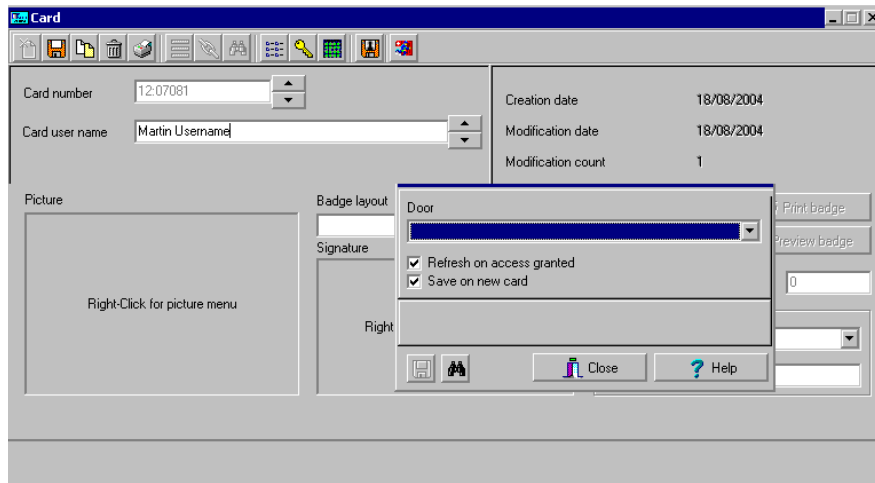 Card
Card number
12:07081
Card user name
Martin Username
Creation date
18/08/2004
Modification date
18/08/2004
Modification count
1
Picture
Right-Click for picture menu
Badge layout
Signature
Right
Door
Refresh on access granted
Save on new card
Close
Help
Print badge
Preview badge
0